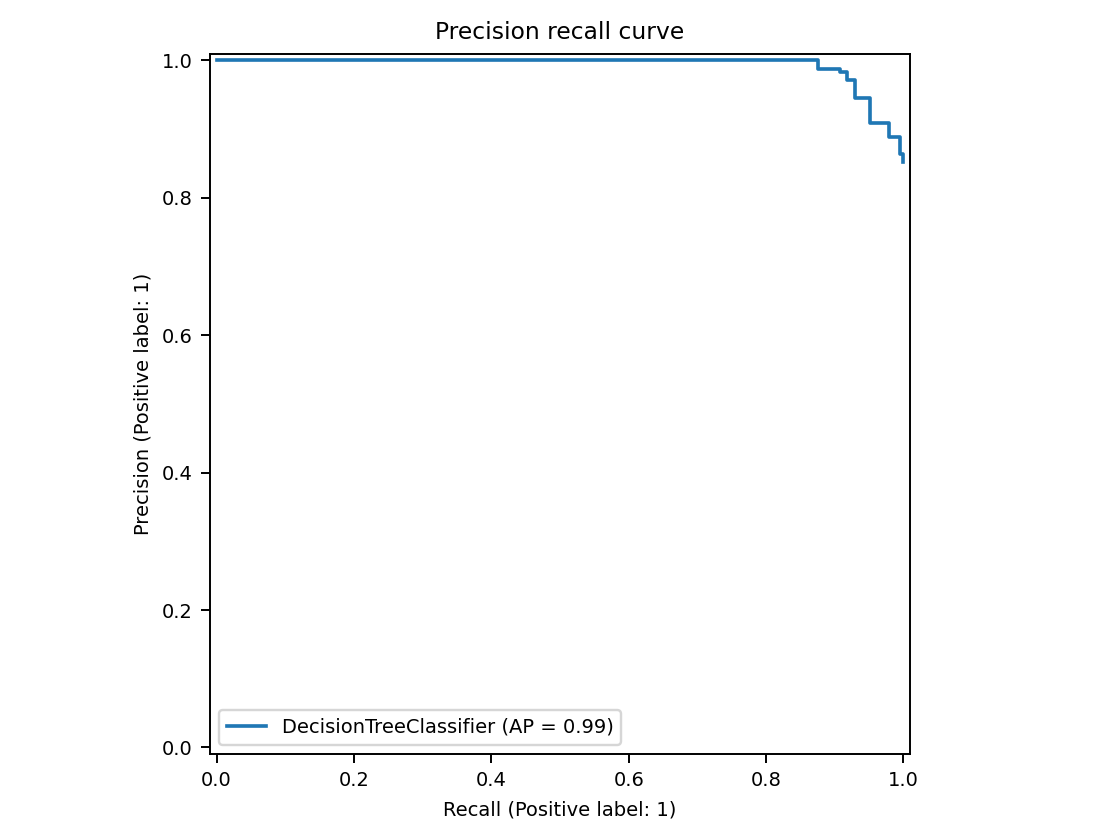 Precision recall curve
1.0
0.8
0.6
0.4
0.2
0.0
Precision (Positive label: 1)
DecisionTreeClassifier (AP = 0.99)
0.0 0.2 0.4 0.6 0.8 1.0
Recall (Positive label: 1)